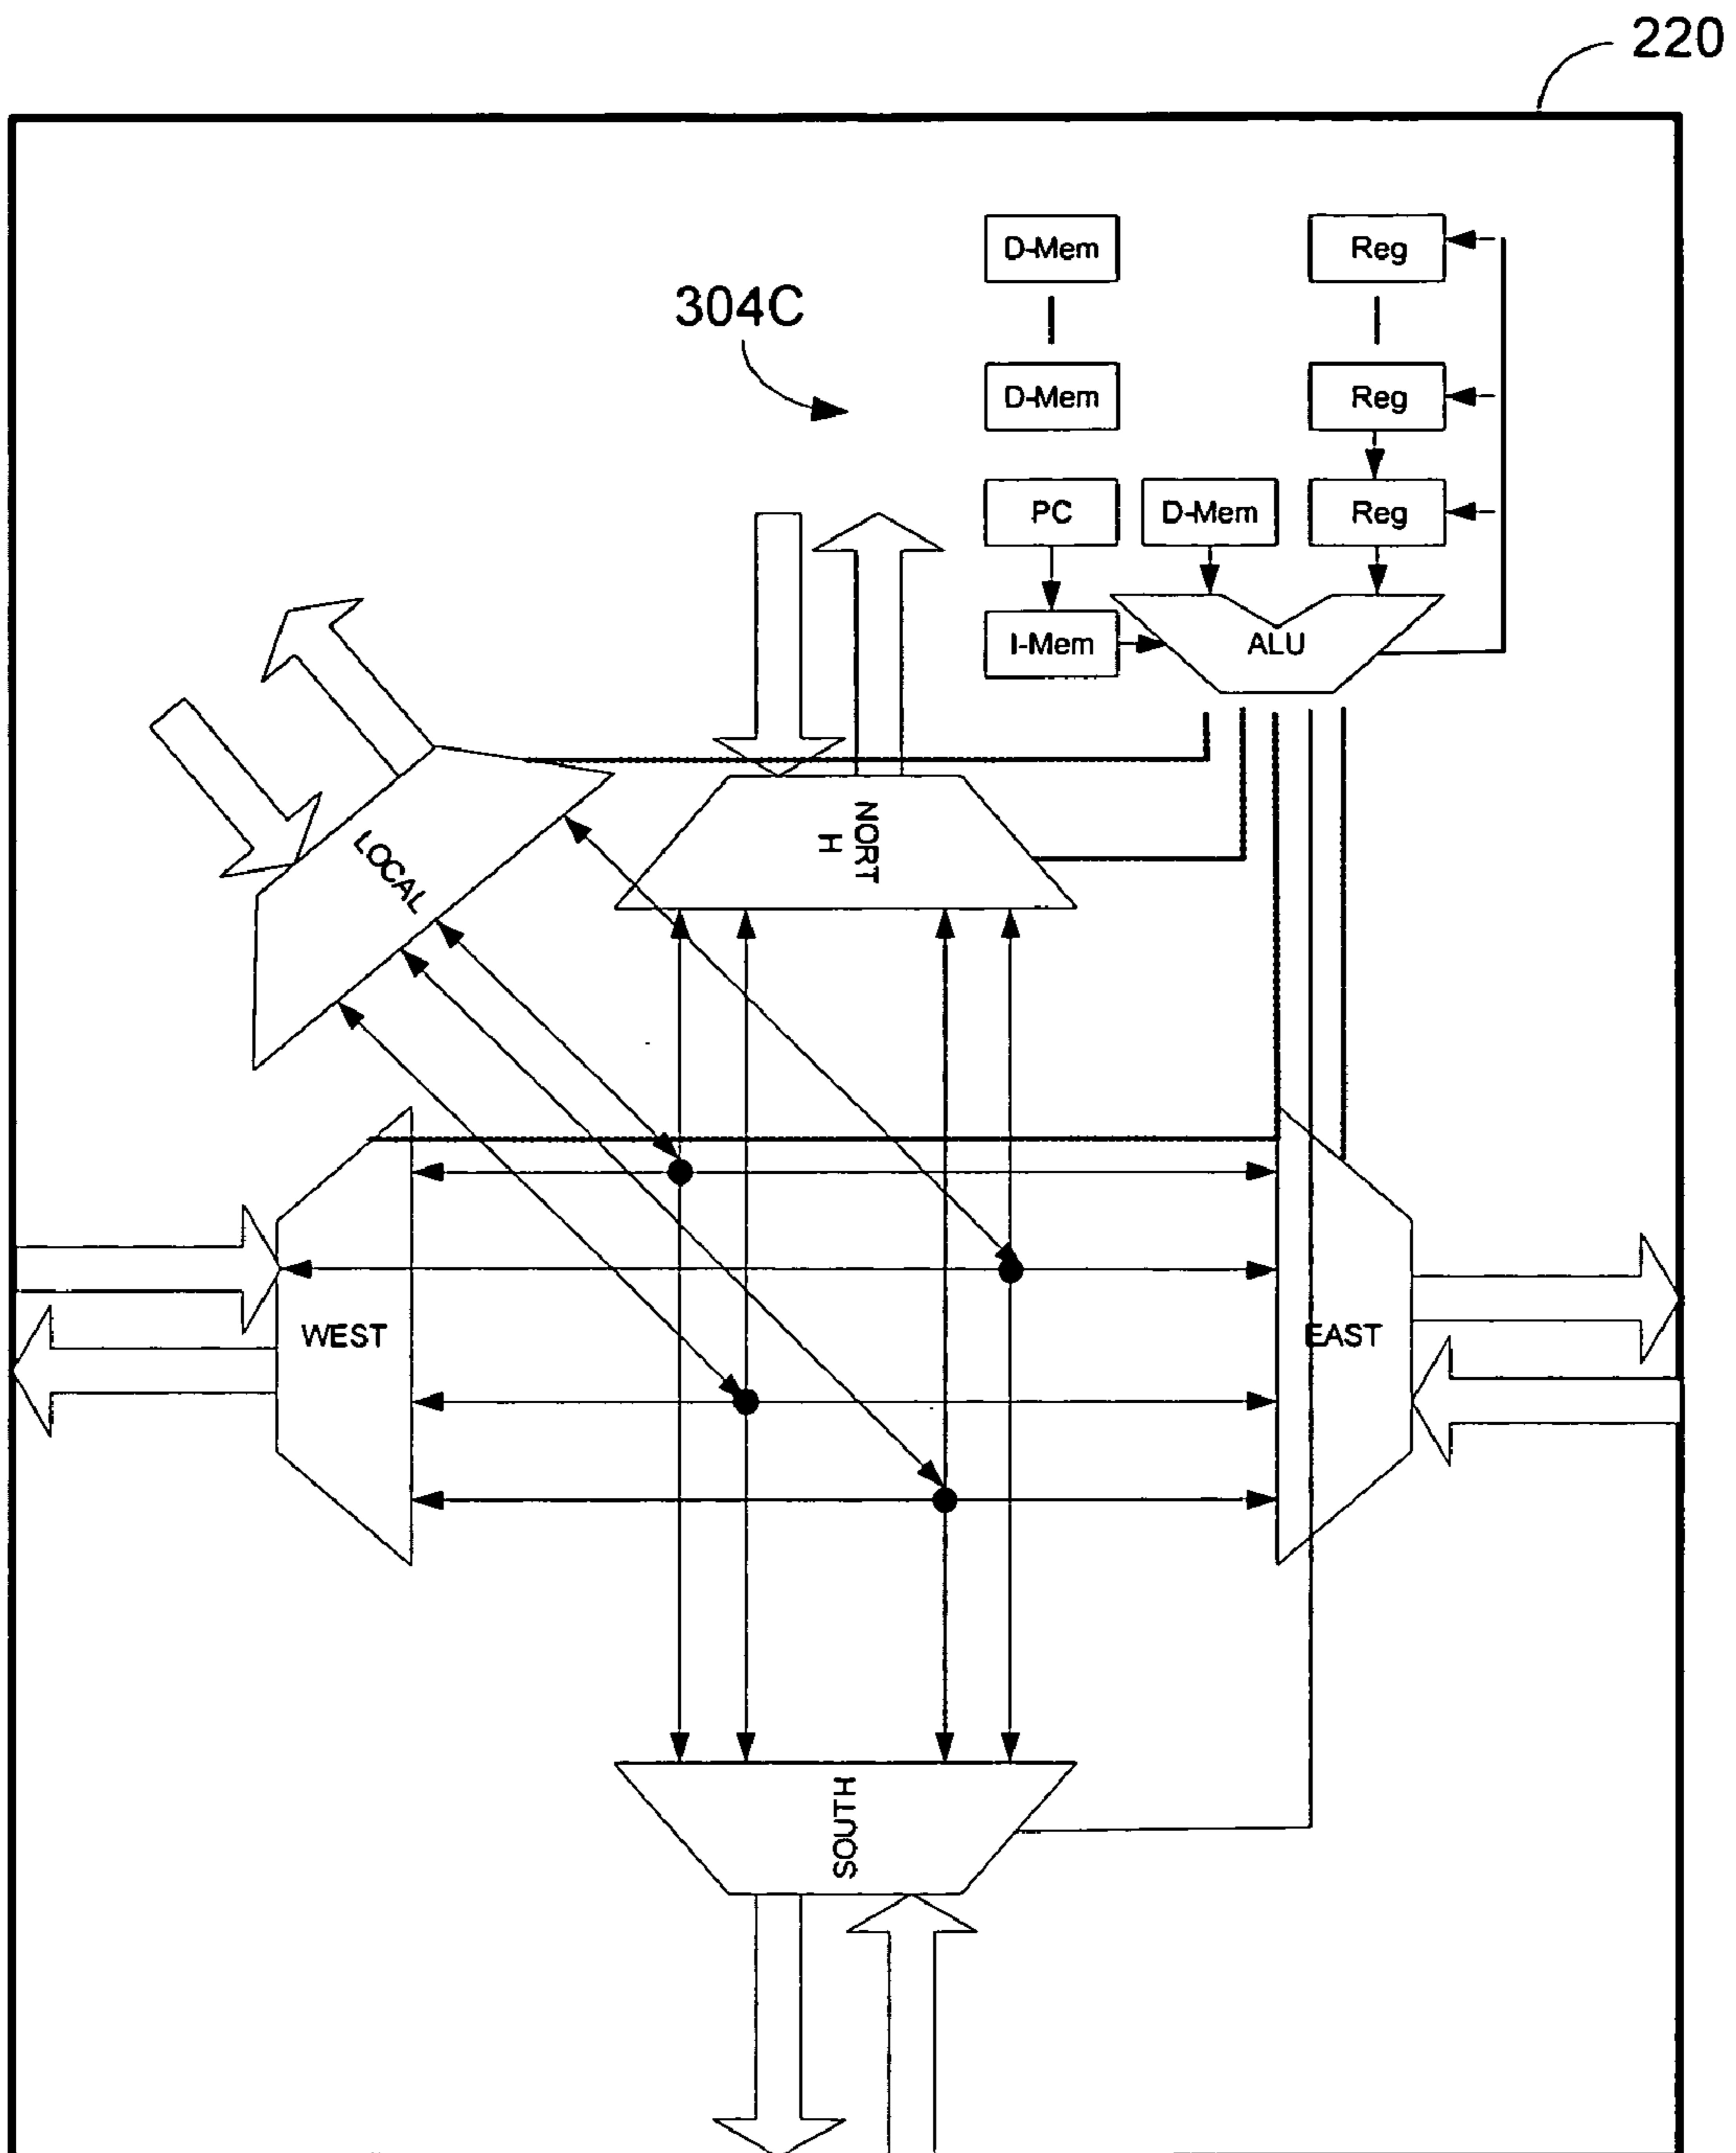 220
D-Mem
Reg
304C
D-Mem
Reg
PC
D-Mem
Reg
I-Mem
ALU
NORT
H
LOCAL
WEST
EAST
SOUTH